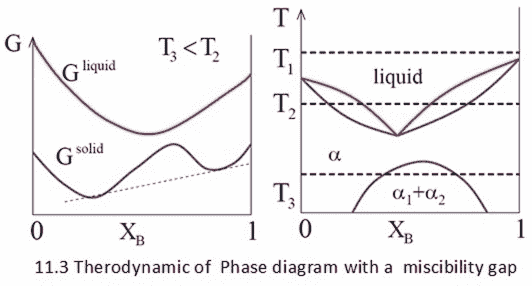 G
G liquid
T3 < T2
G solid
0
XB
1
T
T1
liquid
T2
α
T3
α1+α2
0
XB
1
11.3 Therodynamic of Phase diagram with a miscibility gap